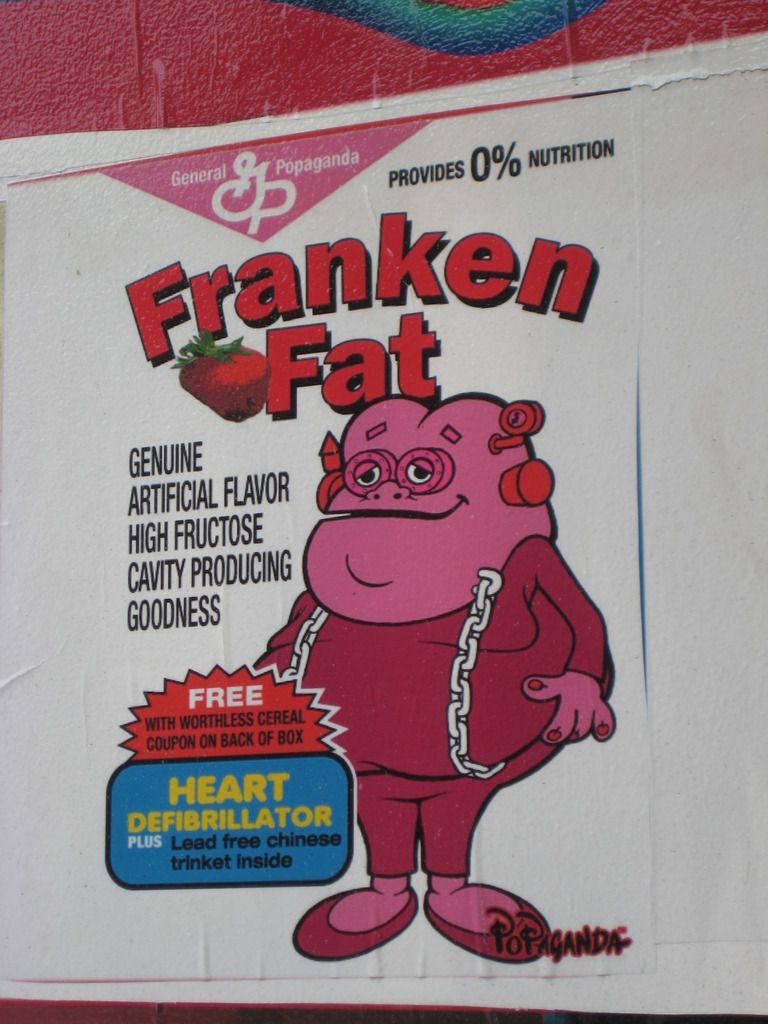 General GP Popaganda
PROVIDES 0% NUTRITION
Franken
Fat
GENUINE
ARTIFICIAL FLAVOR
HIGH FRUCTOSE
CAVITY PRODUCING
GOODNESS
FREE
WITH WORTHLESS CEREAL
COUPON ON BACK OF BOX
HEART
DEFIBRILLATOR
PLUS Lead free chinese
trinket inside
POPAGANDA